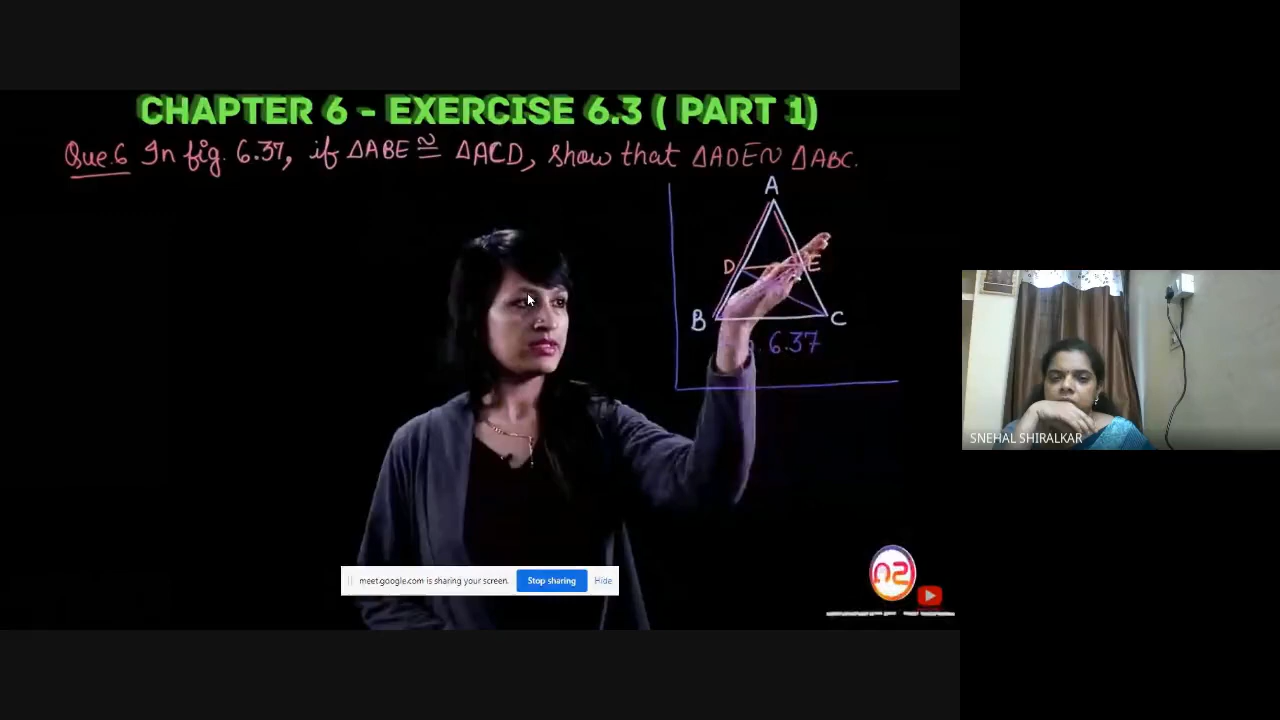 CHAPTER 6 - EXERCISE 6.3 ( PART 1)
Que.6 In fig. 6.37, if ΔABE ≅ ΔACD, show that ΔADE ~ ΔABC.
A
D E
B C
6.37
SNEHAL SHIRALKAR
meet.google.com is sharing your screen. Stop sharing Hide